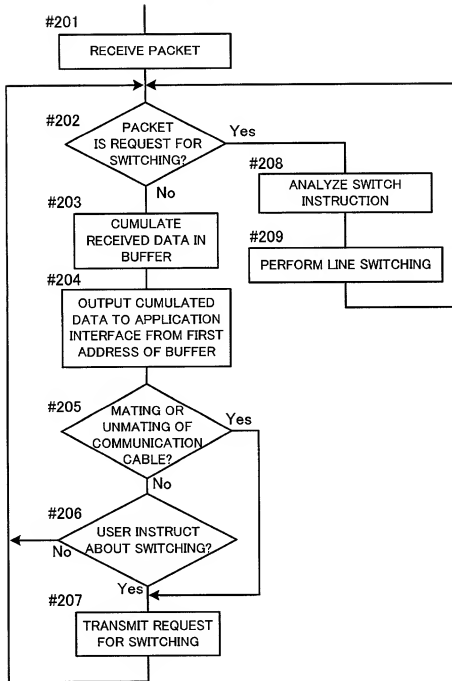 #201
RECEIVE PACKET
#202
PACKET
IS REQUEST FOR
SWITCHING?
Yes
No
#208
ANALYZE SWITCH
INSTRUCTION
#203
CUMULATE
RECEIVED DATA IN
BUFFER
#209
PERFORM LINE SWITCHING
#204
OUTPUT CUMULATED
DATA TO APPLICATION
INTERFACE FROM FIRST
ADDRESS OF BUFFER
#205
MATING OR
UNMATING OF
COMMUNICATION
CABLE?
Yes
No
#206
USER INSTRUCT
ABOUT SWITCHING?
No
Yes
#207
TRANSMIT REQUEST
FOR SWITCHING